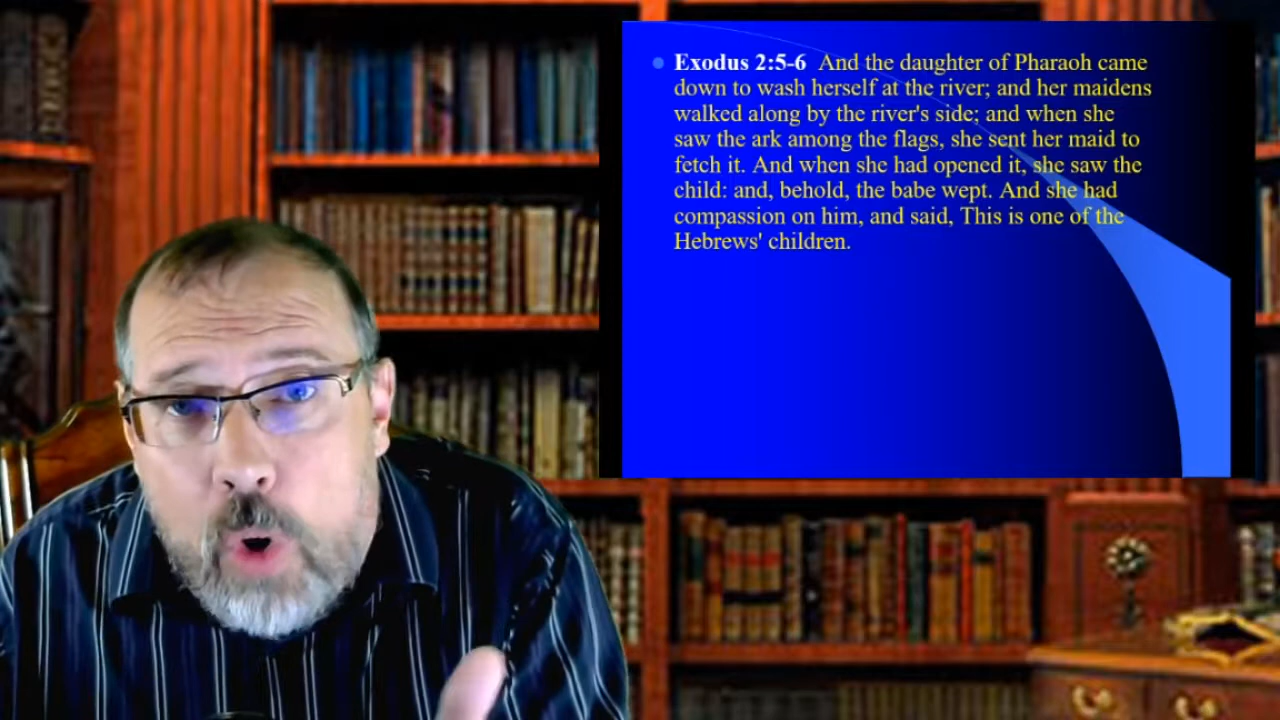 Exodus 2:5-6 And the daughter of Pharaoh came
down to wash herself at the river; and her maidens
walked along by the river's side; and when she
saw the ark among the flags, she sent her maid to
fetch it. And when she had opened it, she saw the
child: and, behold, the babe wept. And she had
compassion on him, and said, This is one of the
Hebrews' children.